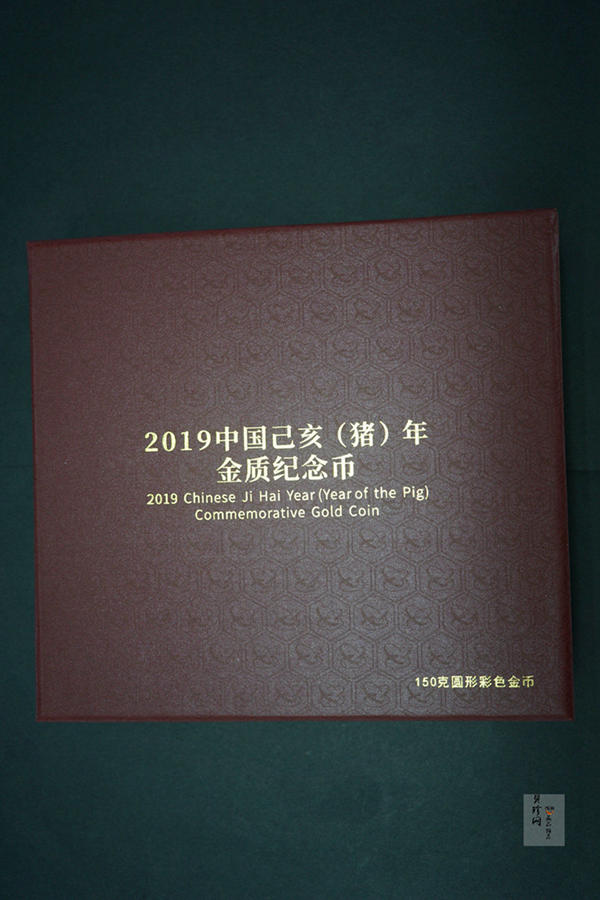 2019中国己亥（猪）年
金质纪念币
2019 Chinese Ji Hai Year (Year of the Pig)
Commemorative Gold Coin
150克圆形彩色金币